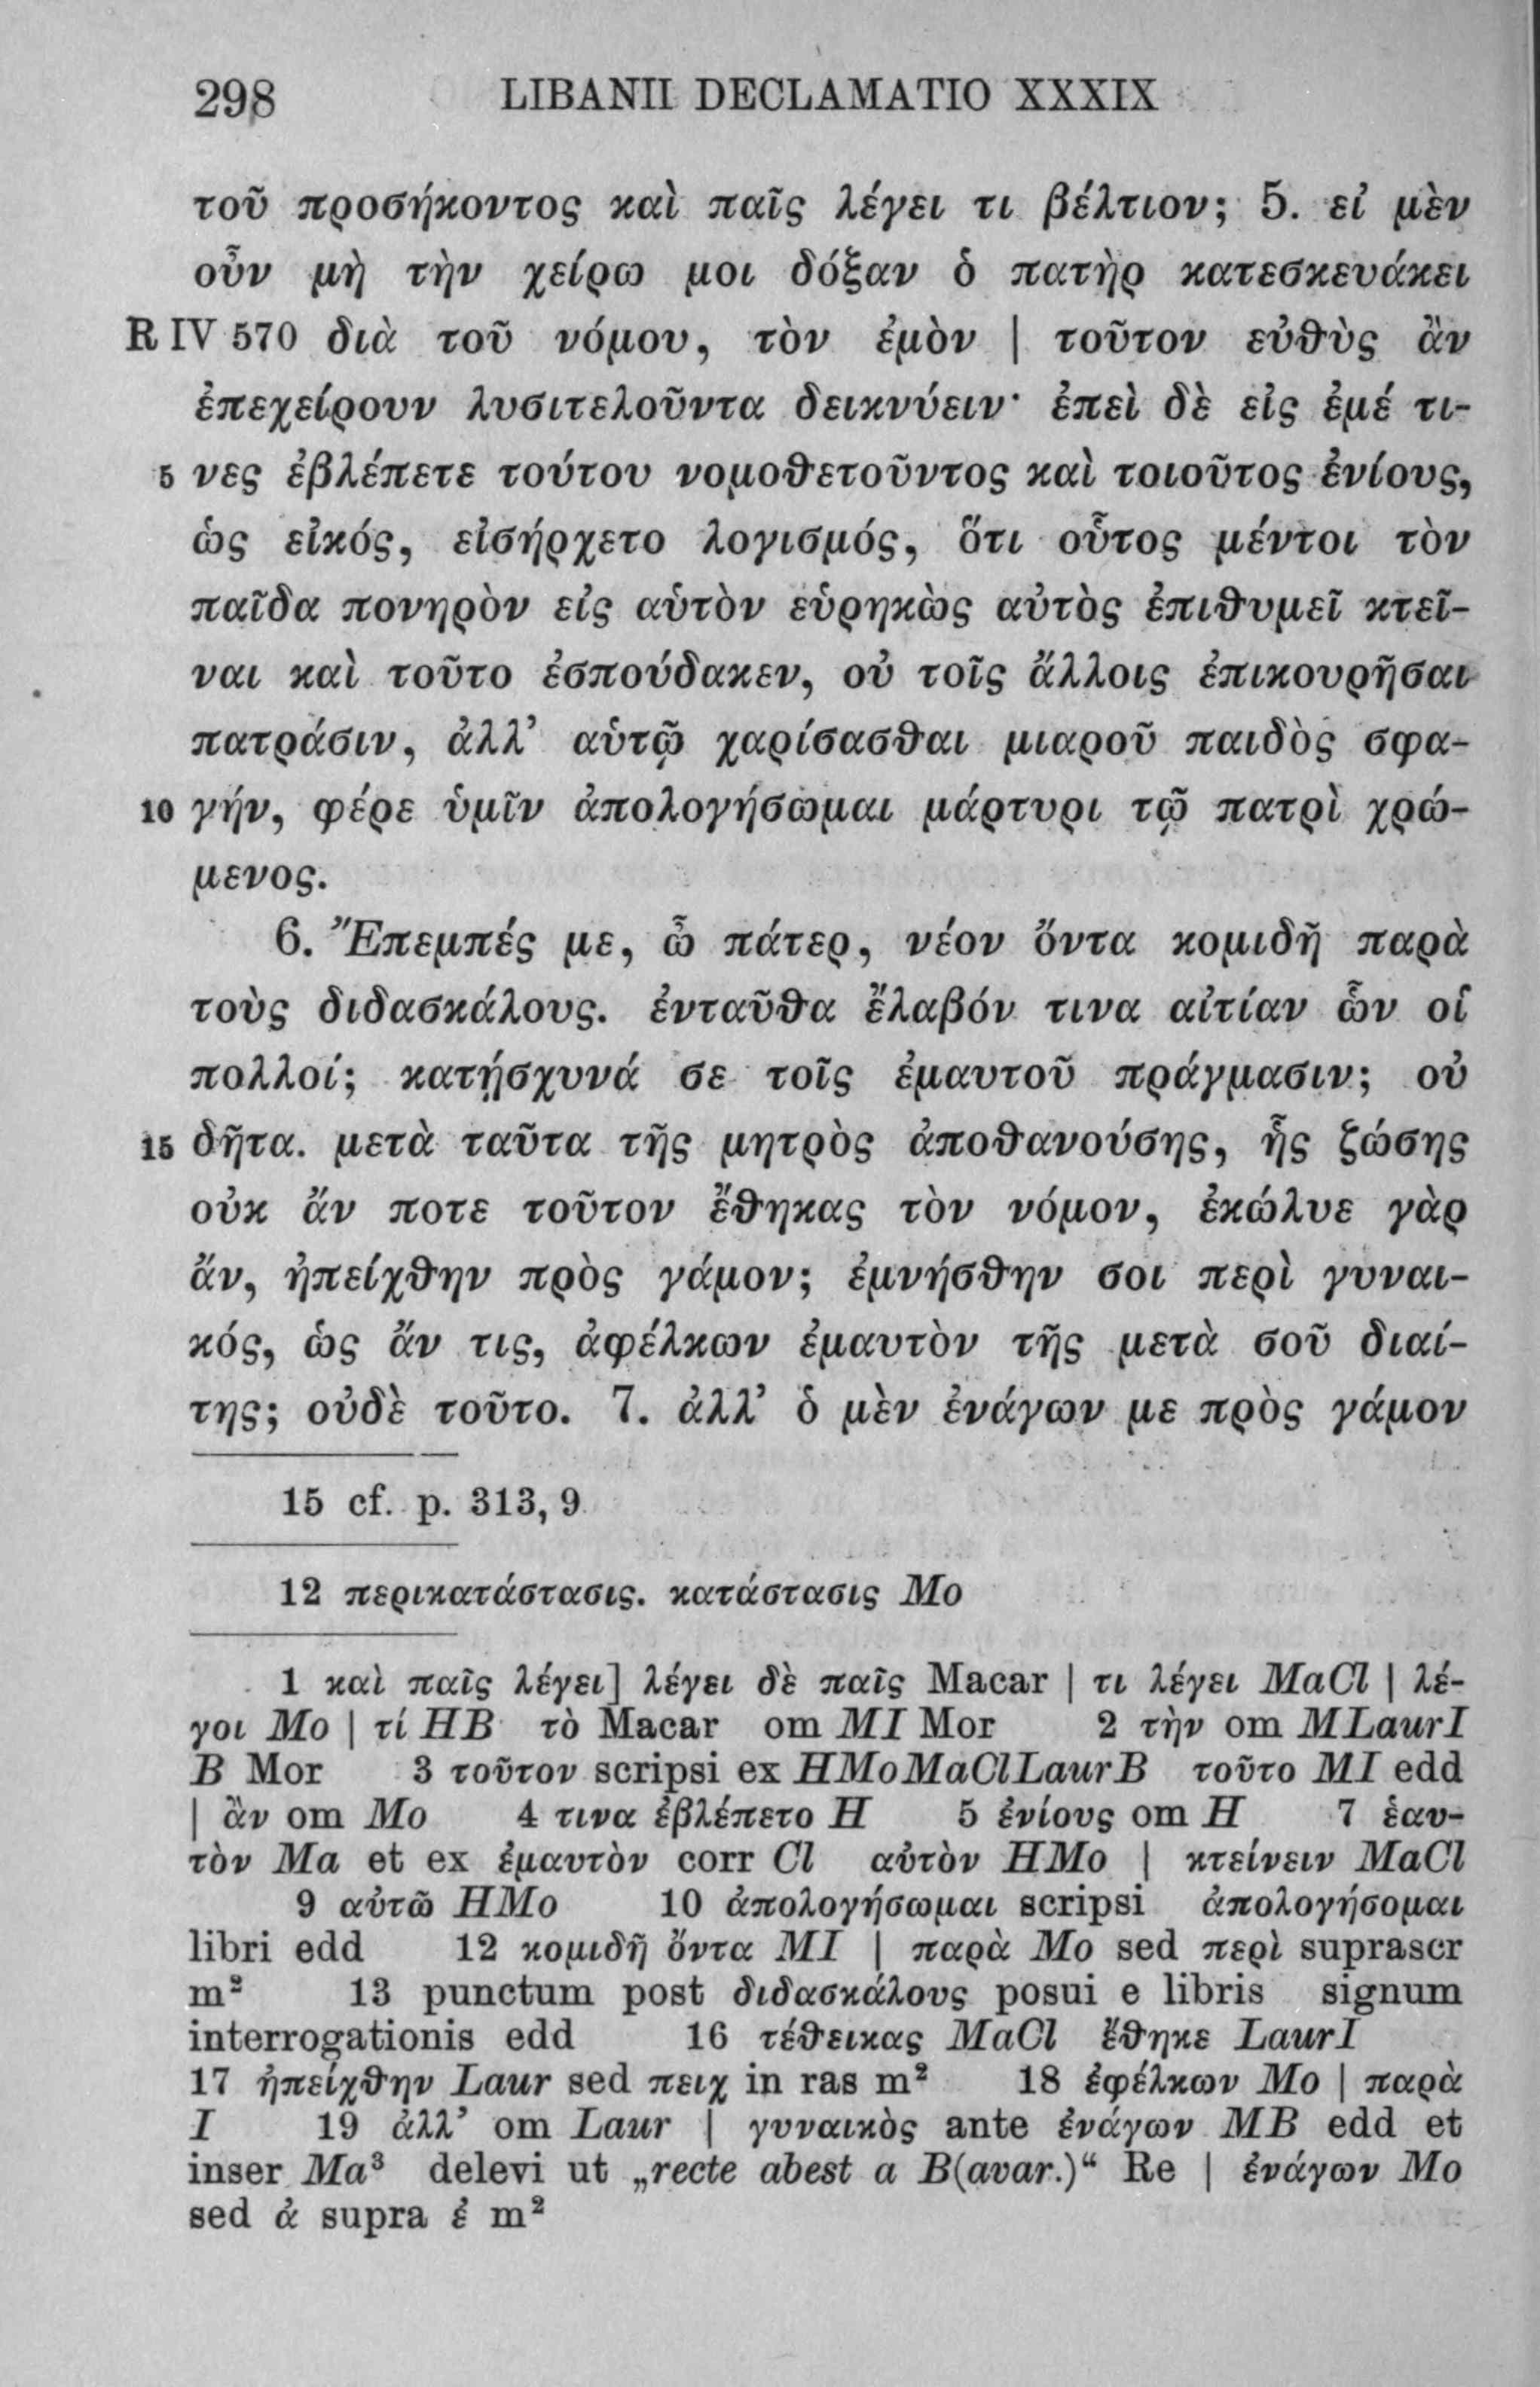 298 LIBANII DECLAMATIO XXXIX
τοῦ προσήκοντος καὶ παῖς λέγει τι βέλτιον; 5. εἰ μὲν
οὖν μὴ τὴν χείρω μοι δόξαν ὁ πατὴρ κατεσκευάκει
R IV 570 διὰ τοῦ νόμου, τὸν ἐμὸν | τοῦτον εὐθὺς ἂν
ἐπεχείρουν λυσιτελοῦντα δεικνύειν· ἐπεὶ δὲ εἰς ἐμέ τι-
5 νες ἐβλέπετε τούτου νομοθετοῦντος καὶ τοιοῦτος ἐνίους,
ὡς εἰκός, εἰσήρχετο λογισμός, ὅτι οὗτος μέντοι τὸν
παῖδα πονηρὸν εἰς αὑτὸν εὑρηκὼς αὐτὸς ἐπιθυμεῖ κτεῖ-
ναι καὶ τοῦτο ἐσπούδακεν, οὐ τοῖς ἄλλοις ἐπικουρῆσαι
πατράσιν, ἀλλ’ αὑτῷ χαρίσασθαι μιαροῦ παιδὸς σφα-
10 γήν, φέρε ὑμῖν ἀπολογήσωμαι μάρτυρι τῷ πατρὶ χρώ-
μενος.
6. Ἔπεμπές με, ὦ πάτερ, νέον ὄντα κομιδῆ παρὰ
τοὺς διδασκάλους. ἐνταῦθα ἔλαβόν τινα αἰτίαν ὧν οἱ
πολλοί; κατῄσχυνά σε τοῖς ἐμαυτοῦ πράγμασιν; οὐ
15 δῆτα. μετὰ ταῦτα τῆς μητρὸς ἀποθανούσης, ἧς ζώσης
οὐκ ἄν ποτε τοῦτον ἔθηκας τὸν νόμον, ἐκώλυε γὰρ
ἄν, ἠπείχθην πρὸς γάμον; ἐμνήσθην σοι περὶ γυναι-
κός, ὡς ἄν τις, ἀφέλκων ἐμαυτὸν τῆς μετὰ σοῦ διαί-
της; οὐδὲ τοῦτο. 7. ἀλλ’ ὁ μὲν ἐνάγων με πρὸς γάμον
15 cf. p. 313, 9
12 περικατάστασις. κατάστασις Mo
1 καὶ παῖς λέγει] λέγει δὲ παῖς Macar | τι λέγει MaCl | λέ-
γοι Mo | τί HB τὸ Macar om MI Mor 2 τὴν om MLaurI
B Mor 3 τοῦτον scripsi ex HMoMaClLaurB τοῦτο MI edd
| ἂν om Mo 4 τινα ἐβλέπετο H 5 ἐνίους om H 7 ἑαυ-
τὸν Ma et ex ἐμαυτὸν corr Cl αὐτὸν HMo | κτείνειν MaCl
9 αὐτῶ HMo 10 ἀπολογήσωμαι scripsi ἀπολογήσομαι
libri edd 12 κομιδῆ ὄντα MI | παρὰ Mo sed περὶ suprascr
m² 13 punctum post διδασκάλους posui e libris signum
interrogationis edd 16 τέθεικας MaCl ἔθηκε LaurI
17 ἠπείχθην Laur sed πειχ in ras m² 18 ἐφέλκων Mo | παρὰ
I 19 ἀλλ’ om Laur | γυναικὸς ante ἐνάγων MB edd et
inser Ma³ delevi ut „recte abest a B(avar.)“ Re | ἐνάγων Mo
sed ἀ supra ἐ m²